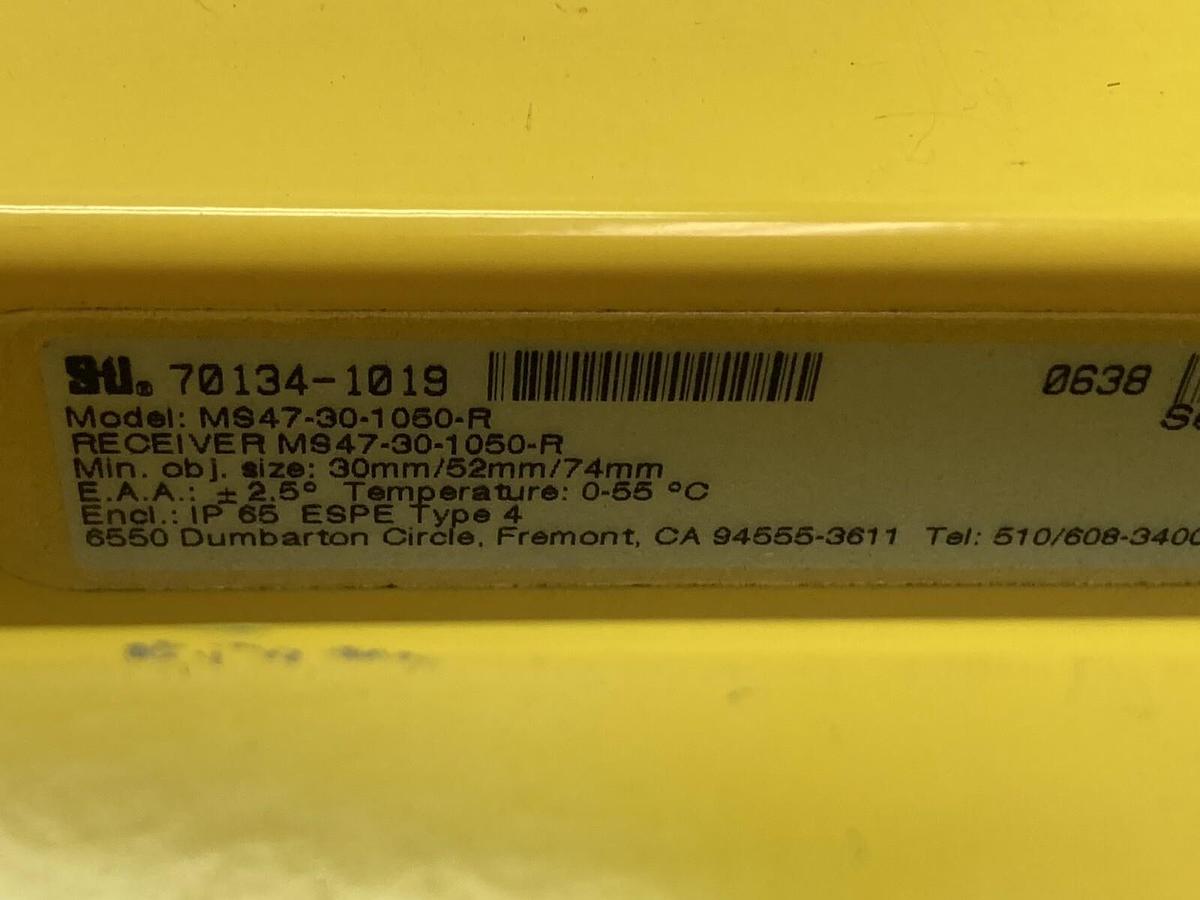 STI® 70134-1019 0638
Model: MS47-30-1050-R
RECEIVER MS47-30-1050-R
Min. obj. size: 30mm/52mm/74mm
E.A.A.: ± 2.5° Temperature: 0-55 °C
Encl.: IP 65 ESPE Type 4
6550 Dumbarton Circle, Fremont, CA 94555-3611 Tel: 510/608-3400